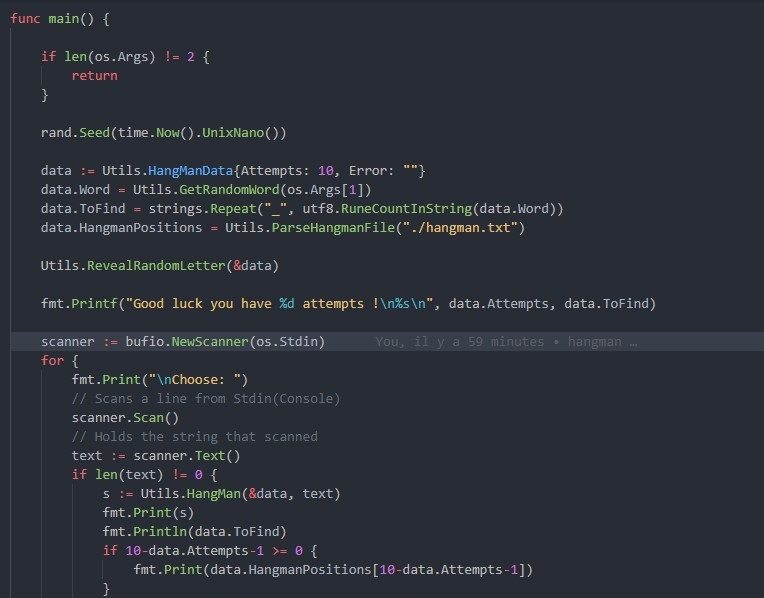 func main() {
if len(os.Args) != 2 {
return
}
rand.Seed(time.Now().UnixNano())
data := Utils.HangManData{Attempts: 10, Error: ""}
data.Word = Utils.GetRandomWord(os.Args[1])
data.ToFind = strings.Repeat("_", utf8.RuneCountInString(data.Word))
data.HangmanPositions = Utils.ParseHangmanFile("./hangman.txt")
Utils.RevealRandomLetter(&data)
fmt.Printf("Good luck you have %d attempts !\n%s\n", data.Attempts, data.ToFind)
scanner := bufio.NewScanner(os.Stdin) You, il y a 59 minutes • hangman …
for {
fmt.Print("\nChoose: ")
// Scans a line from Stdin(Console)
scanner.Scan()
// Holds the string that scanned
text := scanner.Text()
if len(text) != 0 {
s := Utils.HangMan(&data, text)
fmt.Print(s)
fmt.Println(data.ToFind)
if 10-data.Attempts-1 >= 0 {
fmt.Print(data.HangmanPositions[10-data.Attempts-1])
}